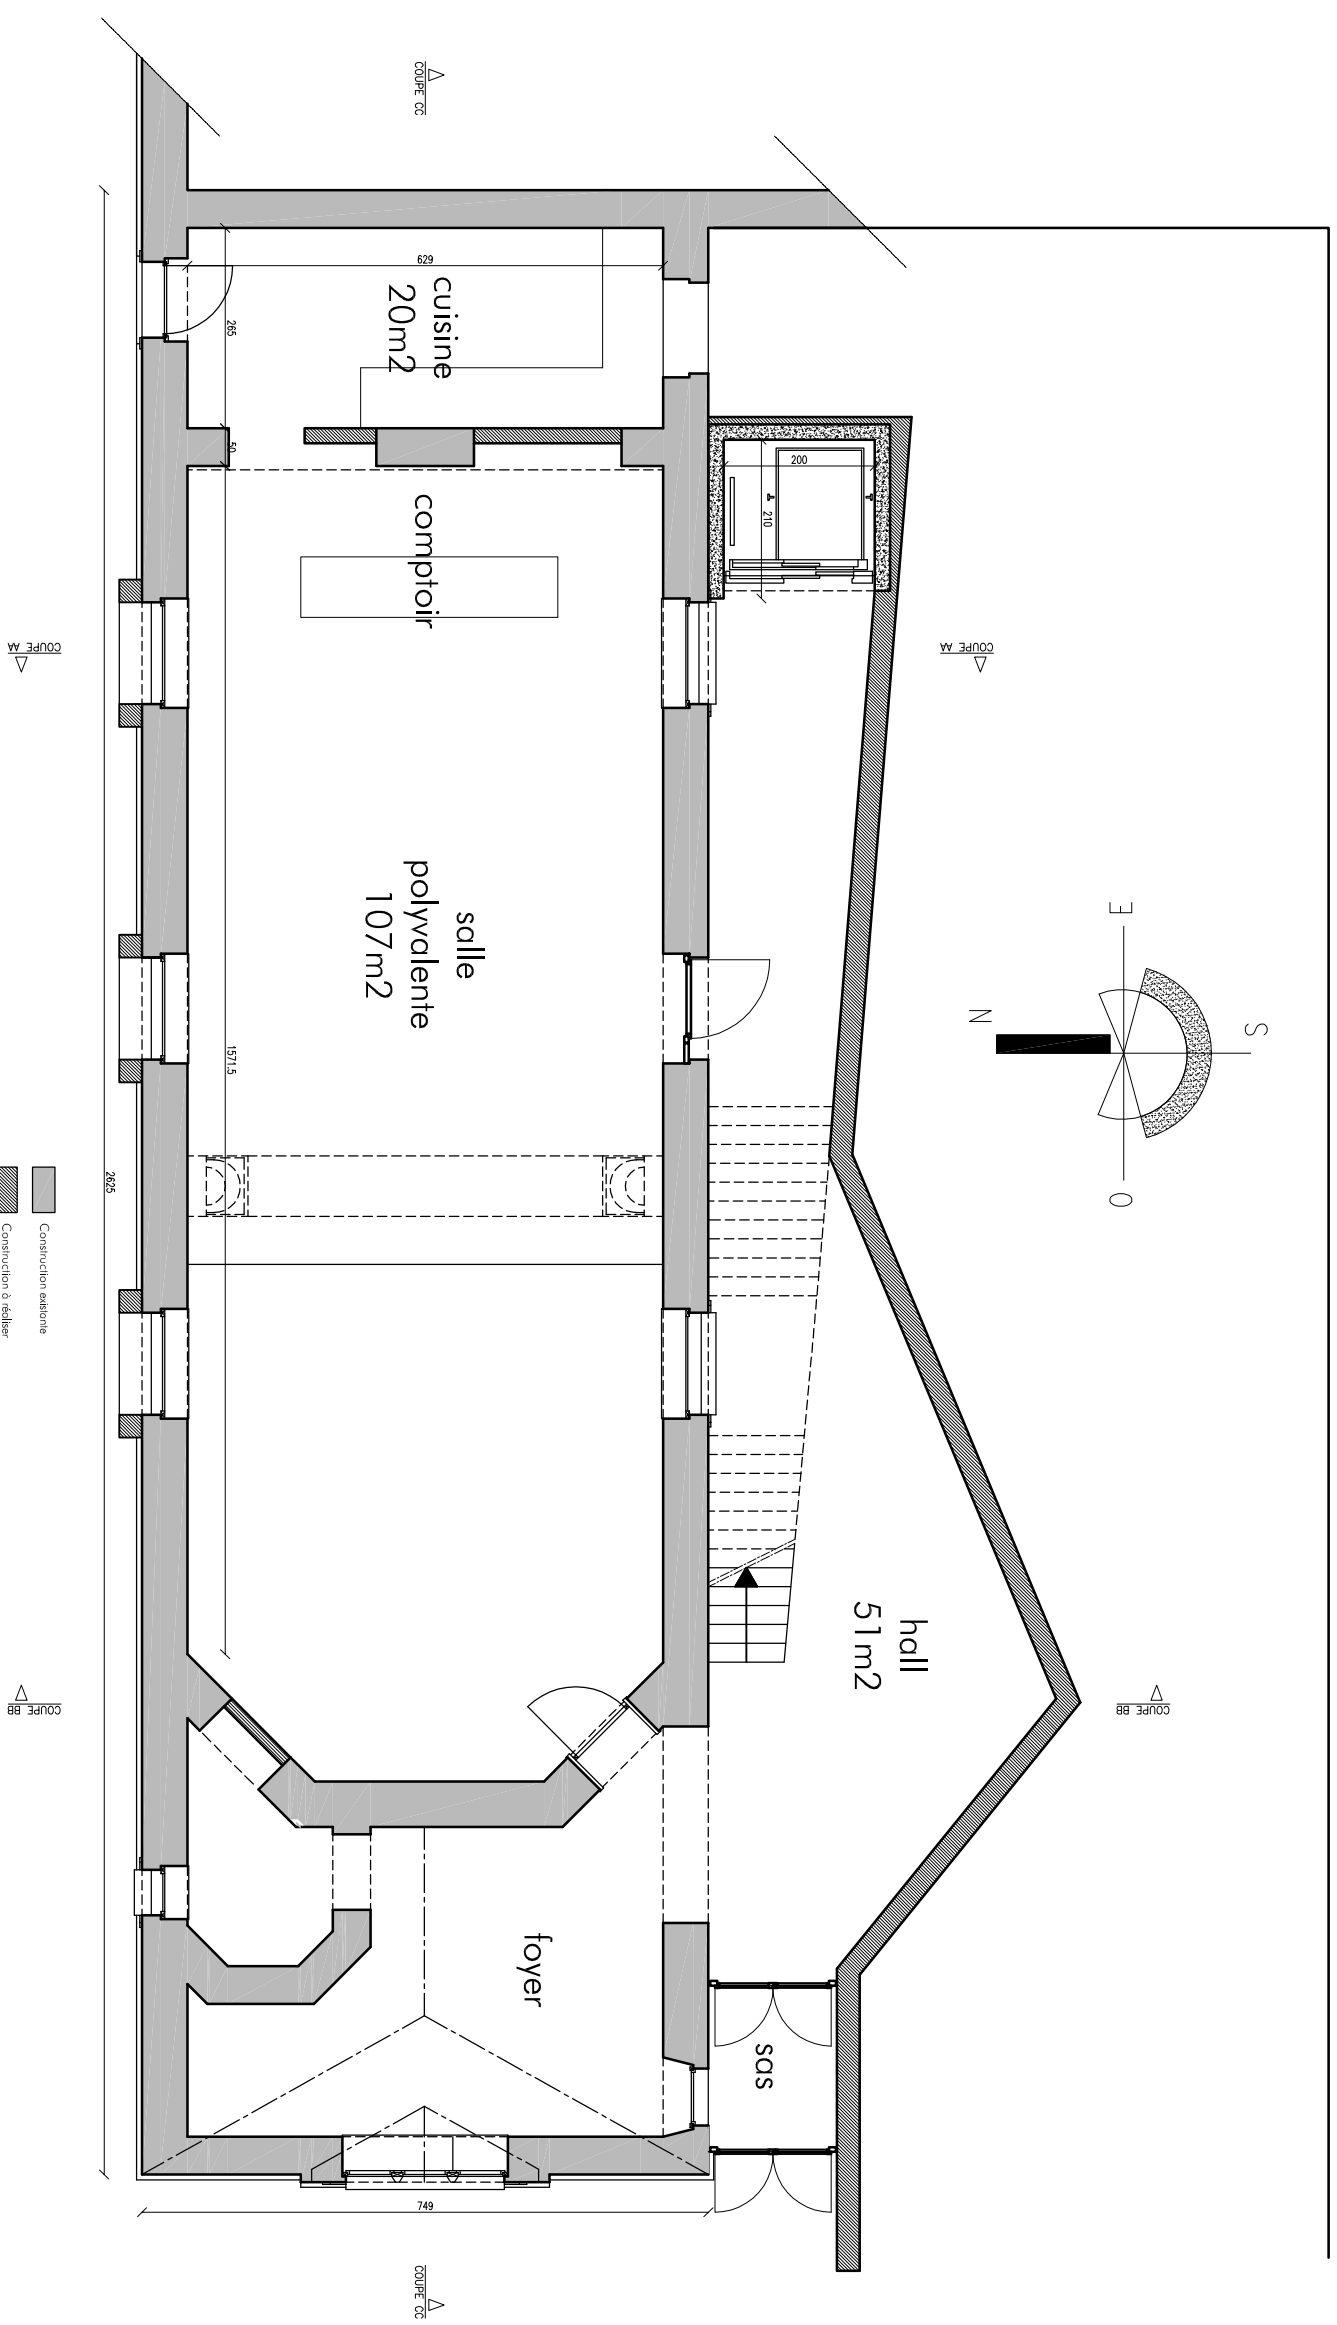 COUPE CC
629
cuisine
20m2
265
50
200
210
comptoir
COUPE AA
COUPE AA
salle
polyvalente
107m2
E
N
S
O
1571.5
2625
Construction existante
Construction à réaliser
hall
51m2
COUPE BB
COUPE BB
foyer
sas
749
COUPE CC